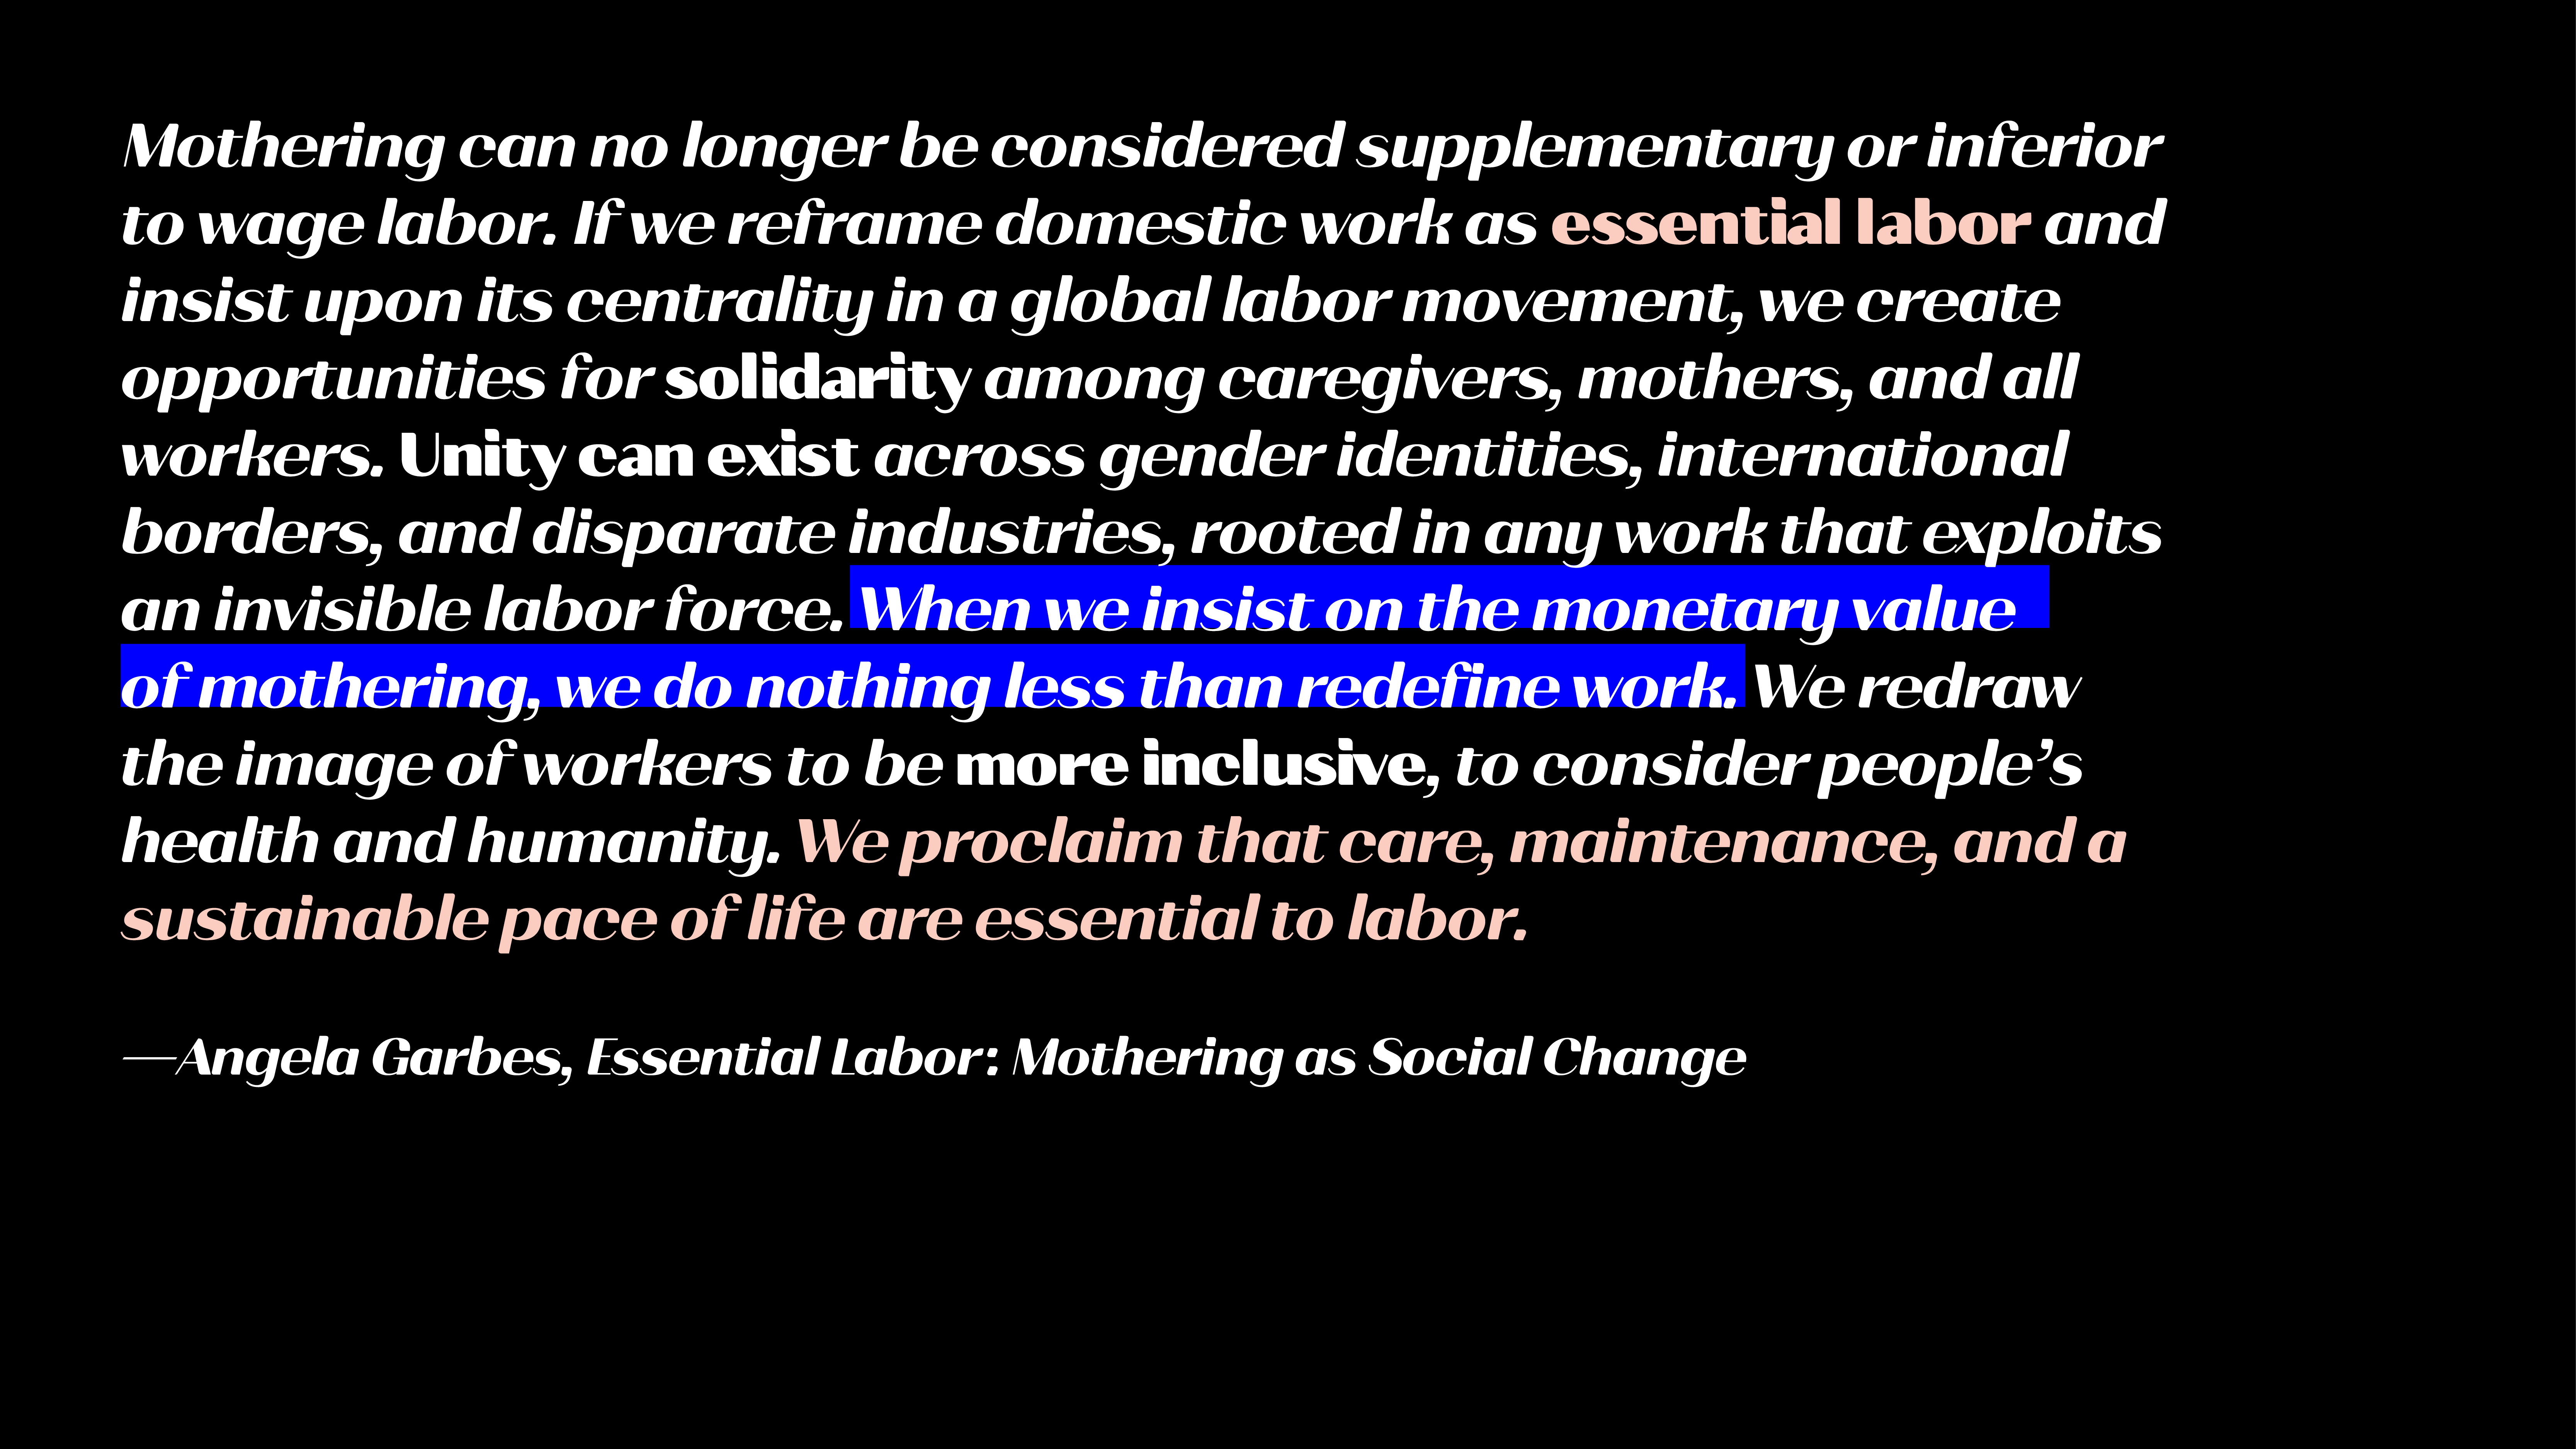 Mothering can no longer be considered supplementary or inferior
to wage labor. If we reframe domestic work as essential labor and
insist upon its centrality in a global labor movement, we create
opportunities for solidarity among caregivers, mothers, and all
workers. Unity can exist across gender identities, international
borders, and disparate industries, rooted in any work that exploits
an invisible labor force. When we insist on the monetary value
of mothering, we do nothing less than redefine work. We redraw
the image of workers to be more inclusive, to consider people’s
health and humanity. We proclaim that care, maintenance, and a
sustainable pace of life are essential to labor.
—Angela Garbes, Essential Labor: Mothering as Social Change